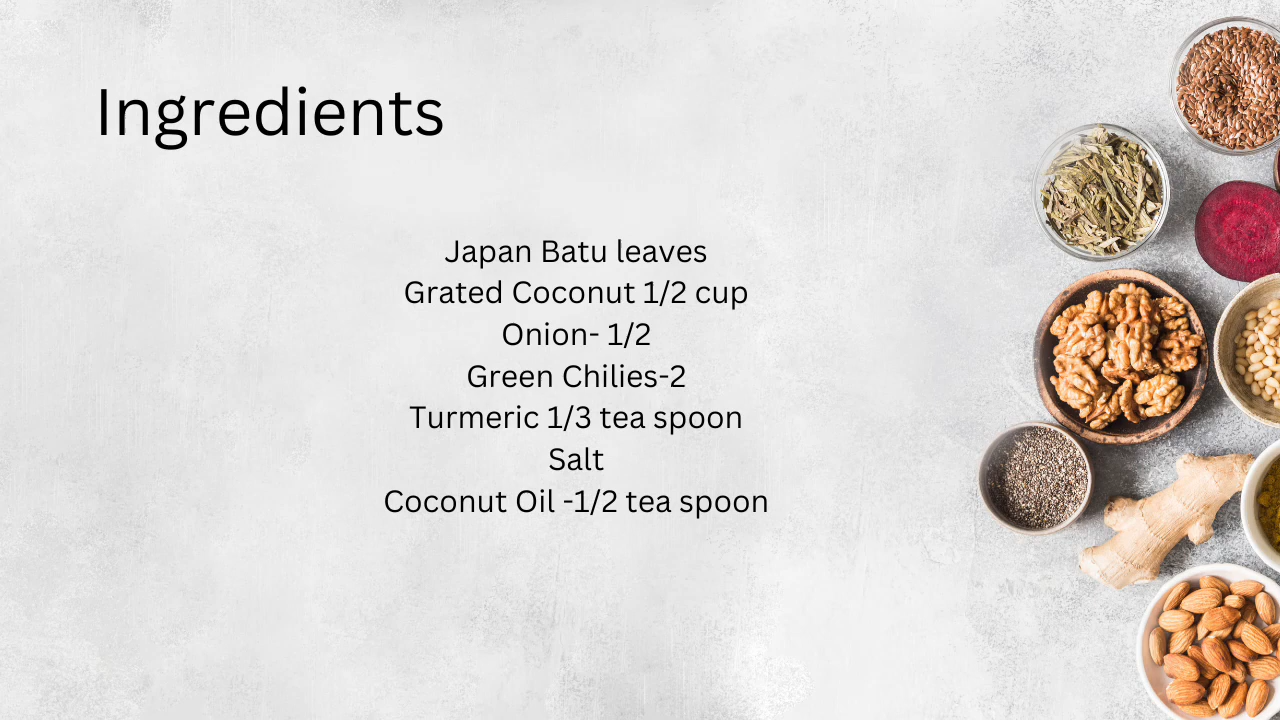 Ingredients
Japan Batu leaves
Grated Coconut 1/2 cup
Onion- 1/2
Green Chilies-2
Turmeric 1/3 tea spoon
Salt
Coconut Oil -1/2 tea spoon